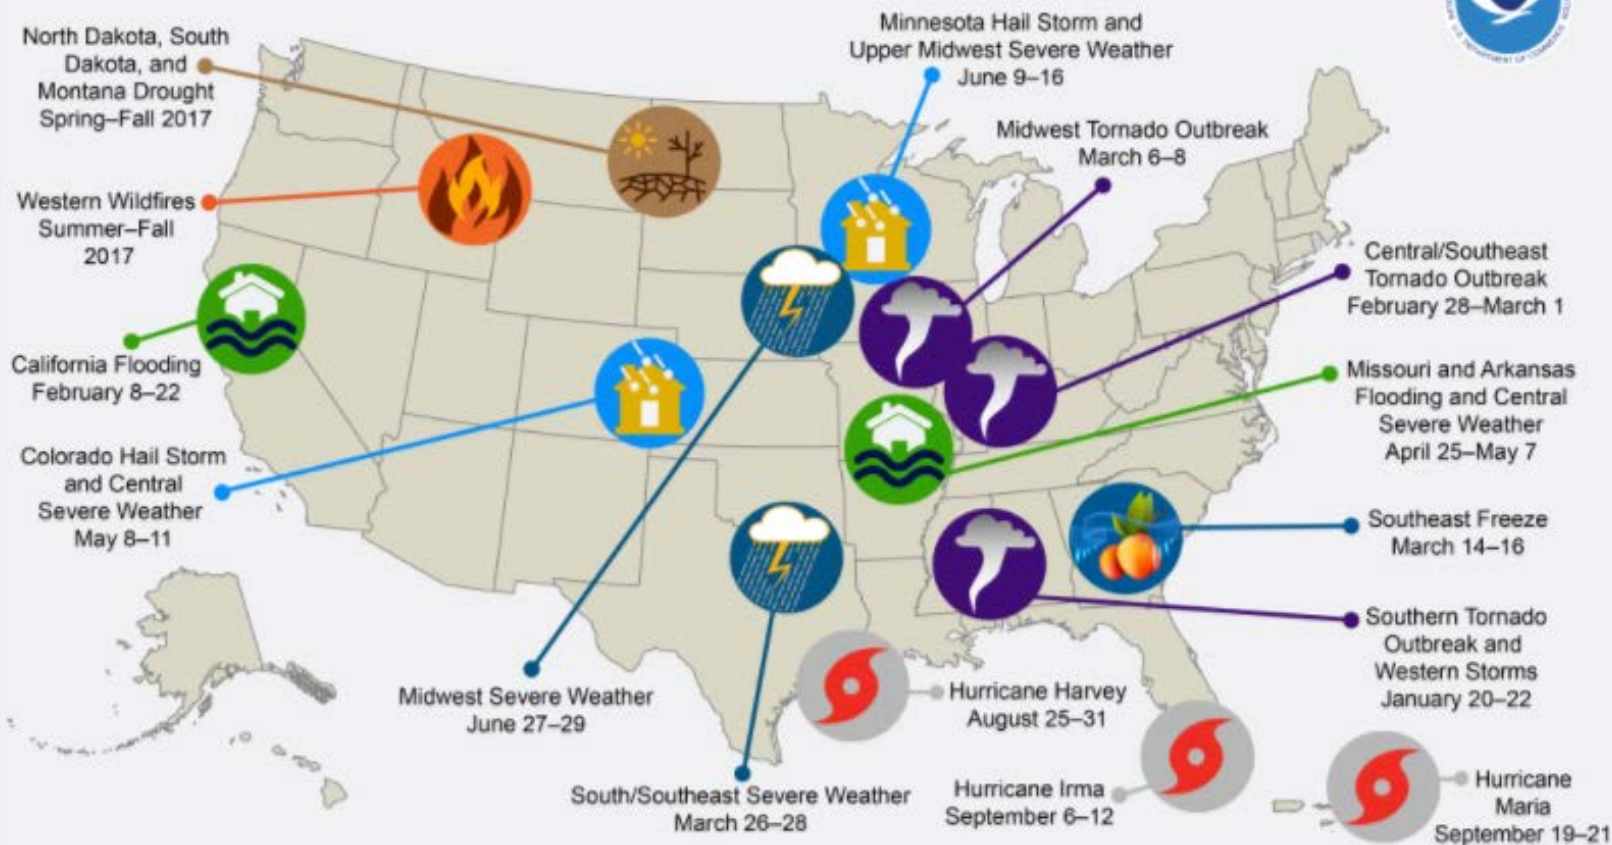 North Dakota, South
Dakota, and
Montana Drought
Spring–Fall 2017
Western Wildfires
Summer–Fall
2017
California Flooding
February 8–22
Colorado Hail Storm
and Central
Severe Weather
May 8–11
Minnesota Hail Storm and
Upper Midwest Severe Weather
June 9–16
Midwest Tornado Outbreak
March 6–8
Central/Southeast
Tornado Outbreak
February 28–March 1
Missouri and Arkansas
Flooding and Central
Severe Weather
April 25–May 7
Southeast Freeze
March 14–16
Southern Tornado
Outbreak and
Western Storms
January 20–22
Midwest Severe Weather
June 27–29
South/Southeast Severe Weather
March 26–28
Hurricane Harvey
August 25–31
Hurricane Irma
September 6–12
Hurricane
Maria
September 19–21